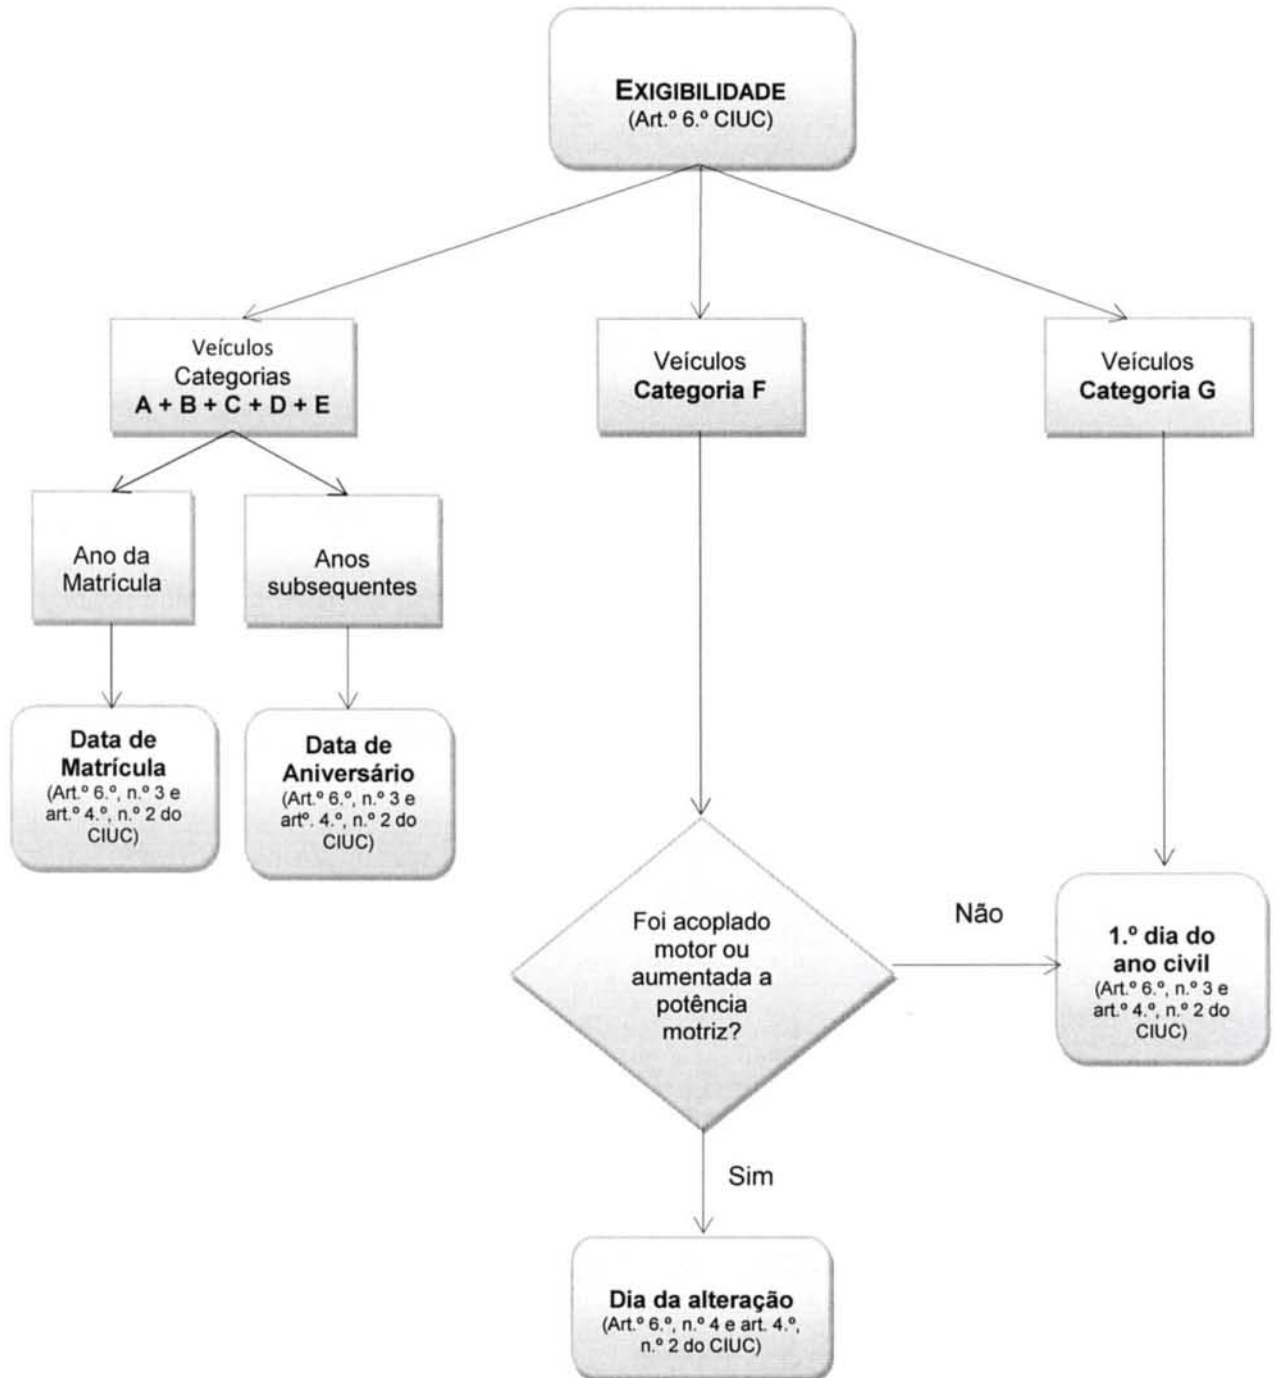 EXIGIBILIDADE
(Art.º 6.º CIUC)
Veículos
Categorias
A + B + C + D + E
Veículos
Categoria F
Veículos
Categoria G
Ano da
Matrícula
Anos
subsequentes
Data de
Matrícula
(Art.º 6.º, n.º 3 e
art.º 4.º, n.º 2 do
CIUC)
Data de
Aniversário
(Art.º 6.º, n.º 3 e
artº. 4.º, n.º 2 do
CIUC)
Foi acoplado
motor ou
aumentada a
potência
motriz?
Não
1.º dia do
ano civil
(Art.º 6.º, n.º 3 e
art.º 4.º, n.º 2 do
CIUC)
Sim
Dia da alteração
(Art.º 6.º, n.º 4 e art. 4.º,
n.º 2 do CIUC)